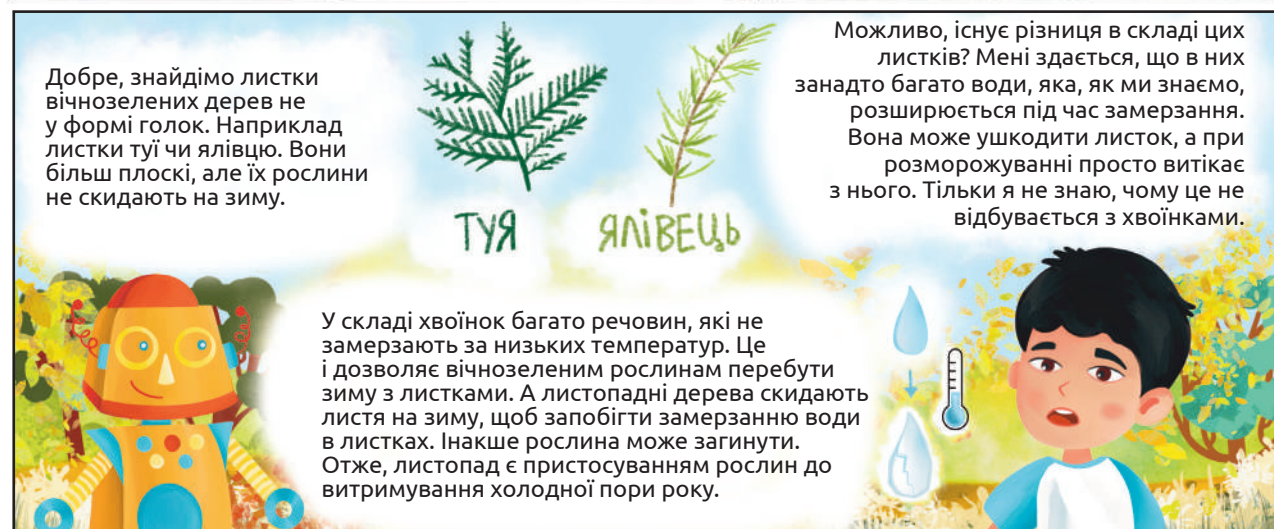 Добре, знайдімо листки
вічнозелених дерев не
у формі голок. Наприклад
листки туї чи ялівцю. Вони
більш плоскі, але їх рослини
не скидають на зиму.
ТУЯ
ЯЛІВЕЦЬ
Можливо, існує різниця в складі цих
листків? Мені здається, що в них
занадто багато води, яка, як ми знаємо,
розширюється під час замерзання.
Вона може ушкодити листок, а при
розморожуванні просто витікає
з нього. Тільки я не знаю, чому це не
відбувається з хвоїнками.
У складі хвоїнок багато речовин, які не
замерзають за низьких температур. Це
і дозволяє вічнозеленим рослинам перебути
зиму з листками. А листопадні дерева скидають
листя на зиму, щоб запобігти замерзанню води
в листках. Інакше рослина може загинути.
Отже, листопад є пристосуванням рослин до
витримування холодної пори року.